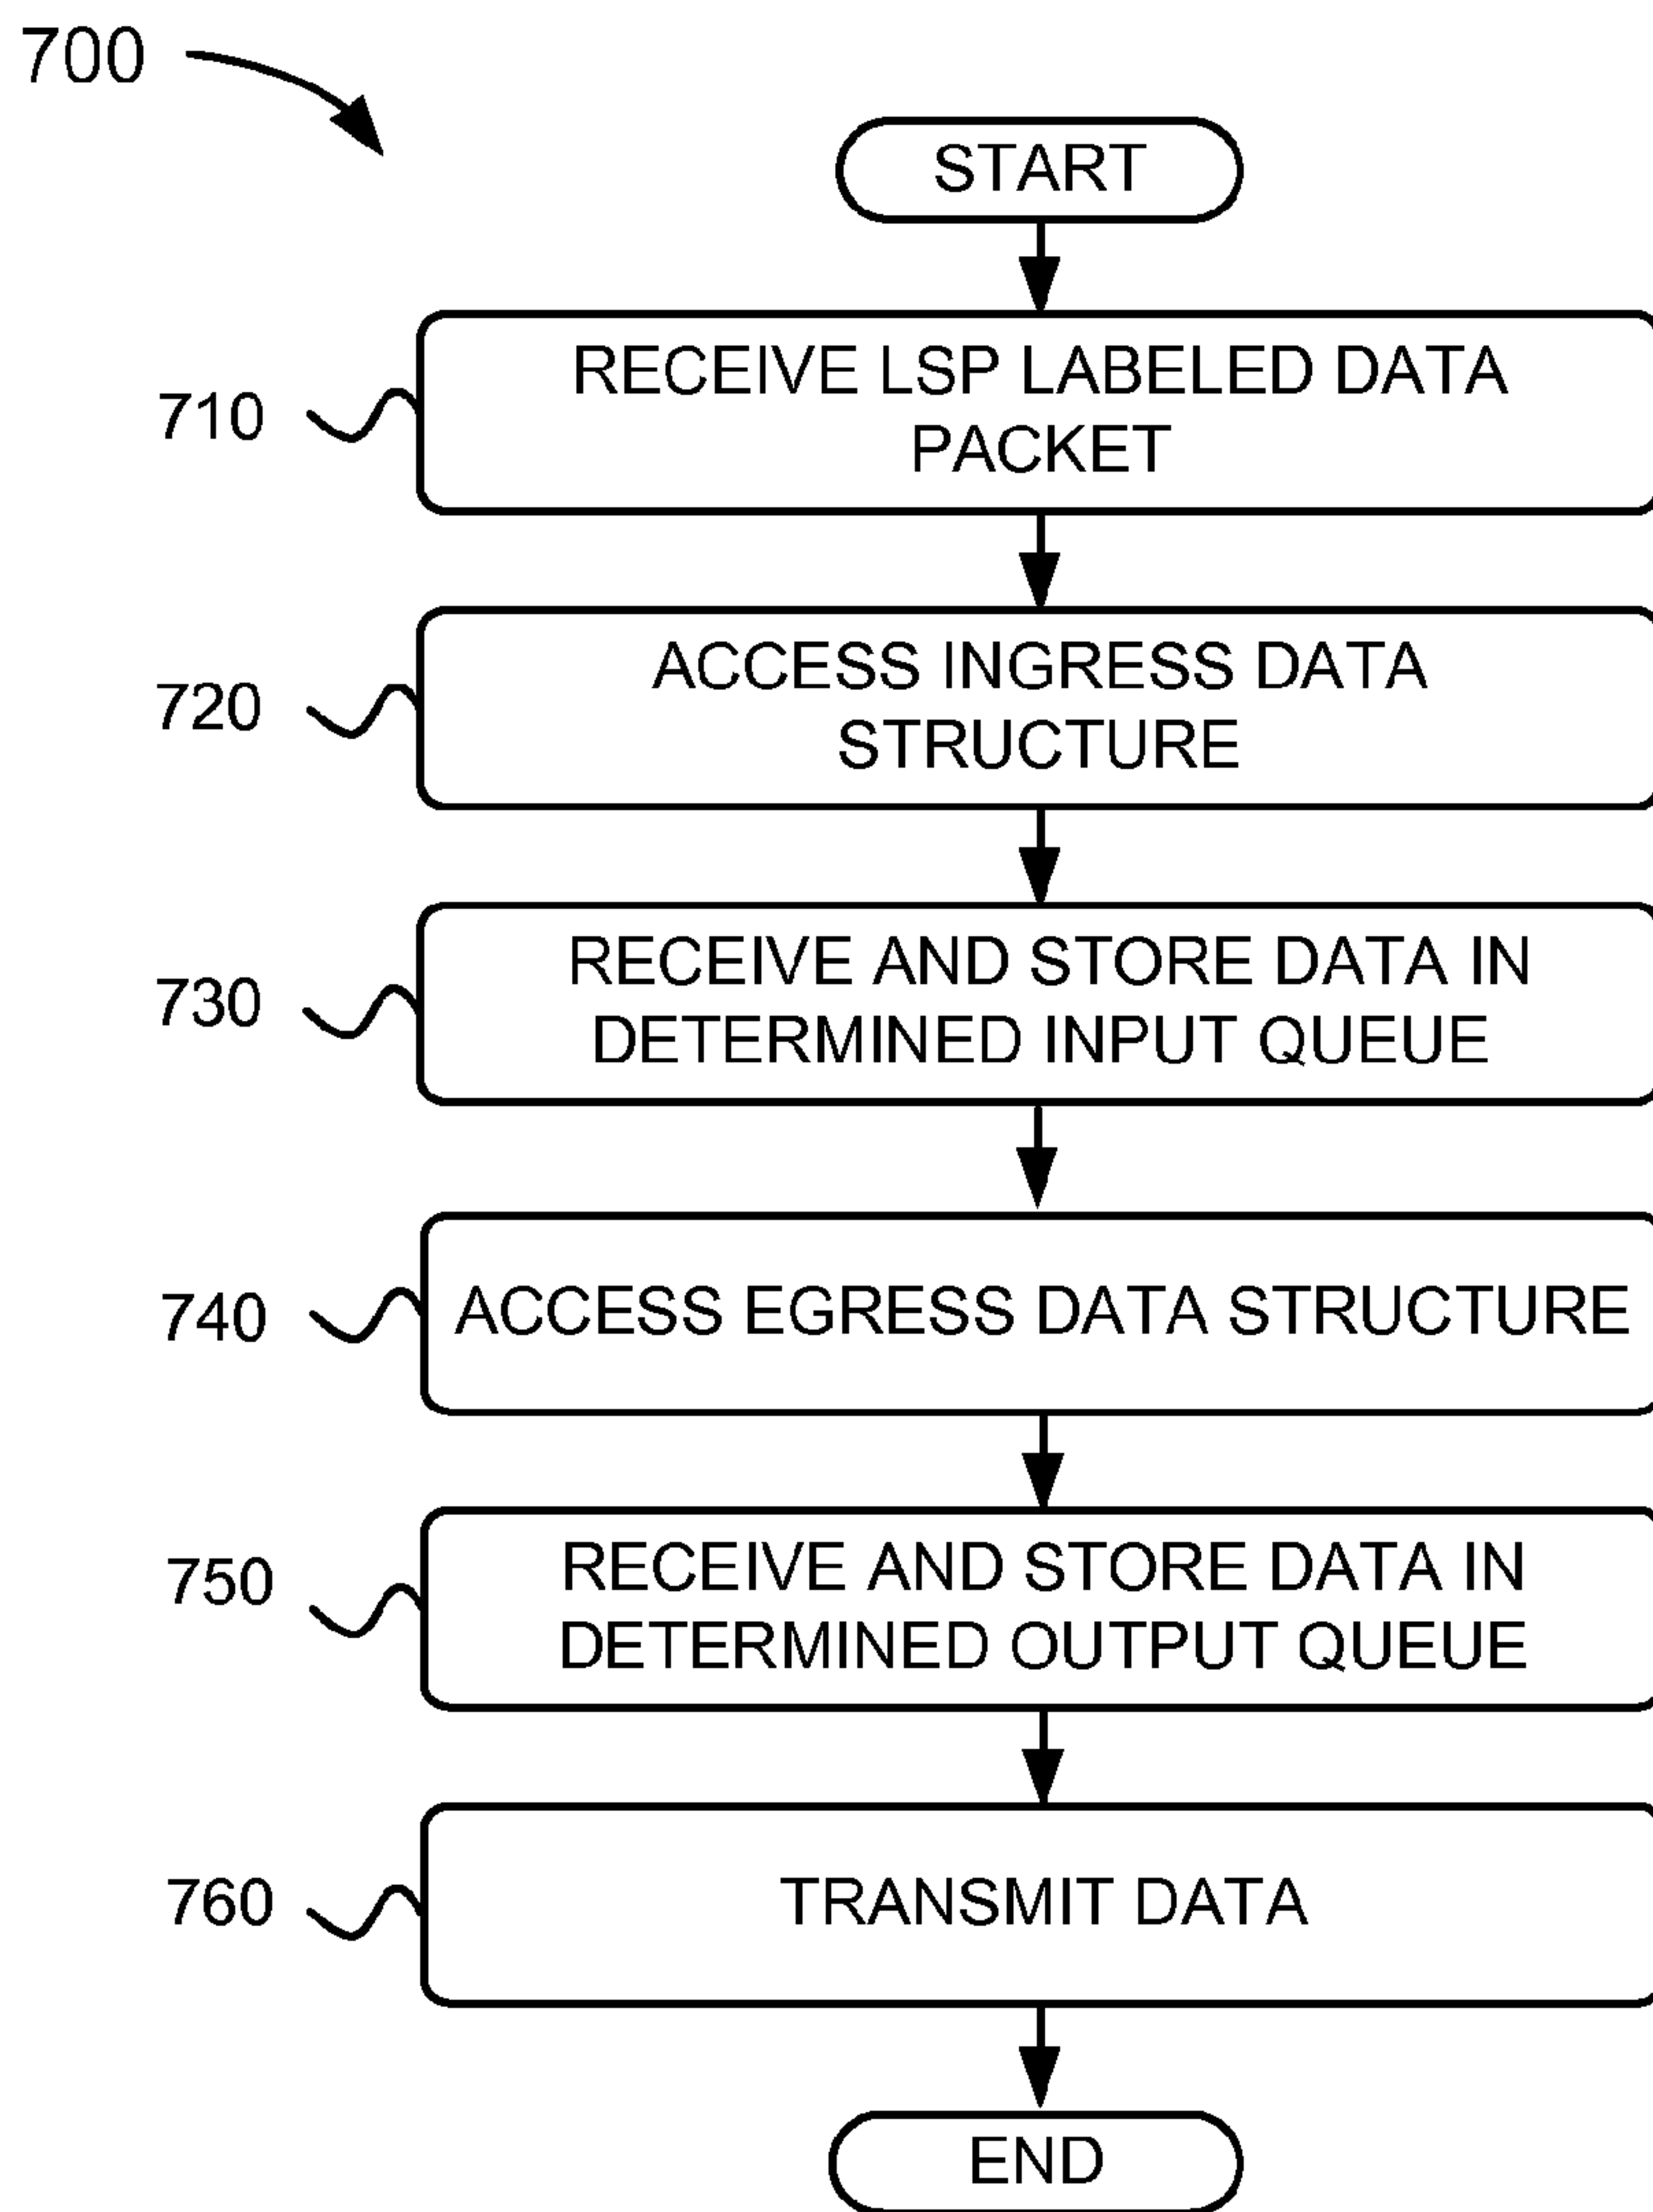 700
START
710
RECEIVE LSP LABELED DATA
PACKET
720
ACCESS INGRESS DATA
STRUCTURE
730
RECEIVE AND STORE DATA IN
DETERMINED INPUT QUEUE
740
ACCESS EGRESS DATA STRUCTURE
750
RECEIVE AND STORE DATA IN
DETERMINED OUTPUT QUEUE
760
TRANSMIT DATA
END